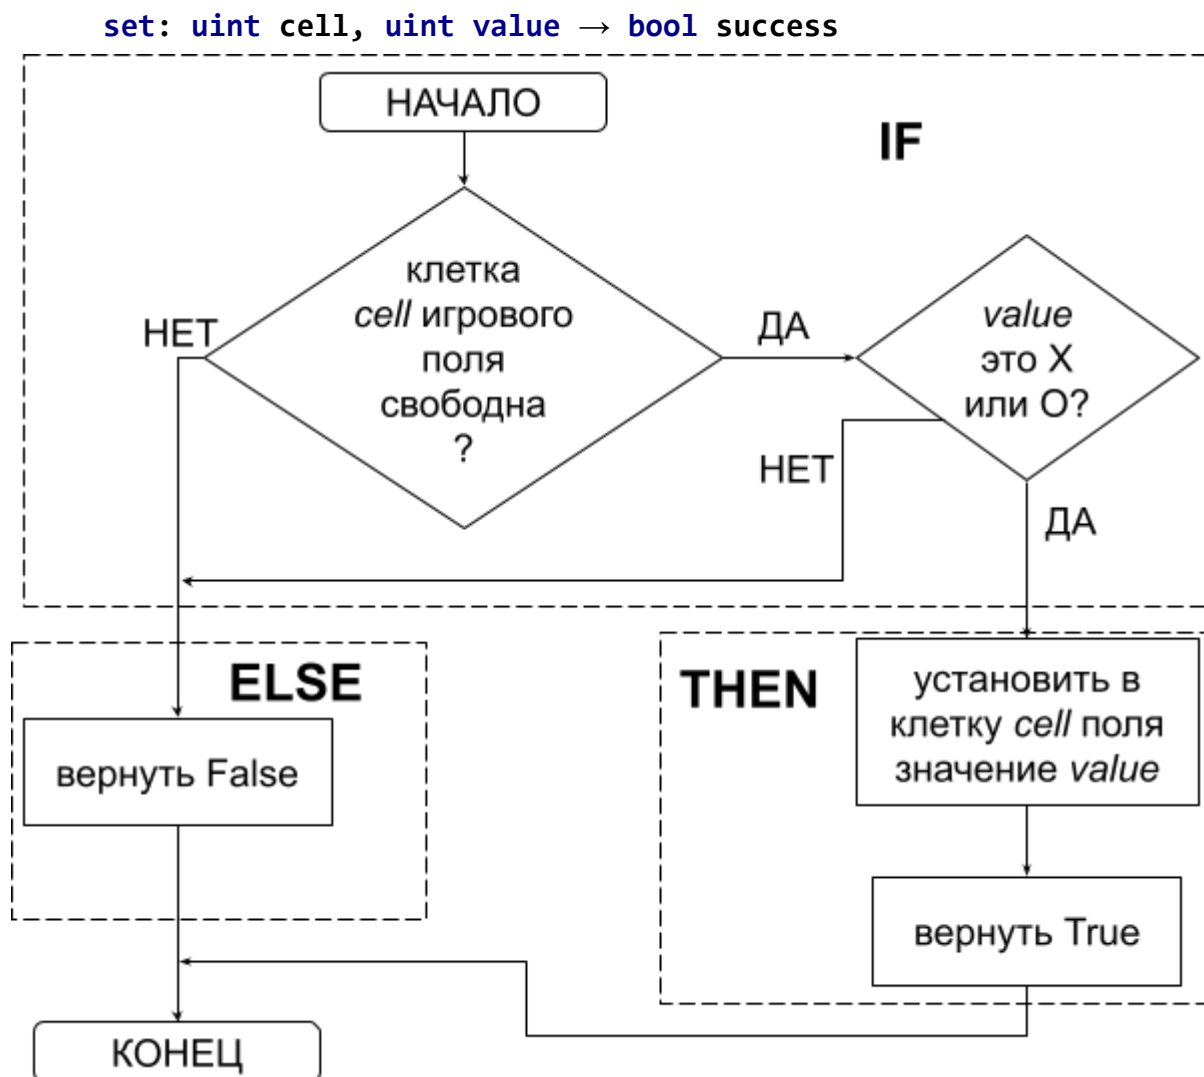 set: uint cell, uint value → bool success
НАЧАЛО
IF
клетка
cell игрового
поля
свободна
?
НЕТ
ДА
value
это X
или О?
НЕТ
ДА
ELSE
вернуть False
THEN
установить в
клетку cell поля
значение value
вернуть True
КОНЕЦ